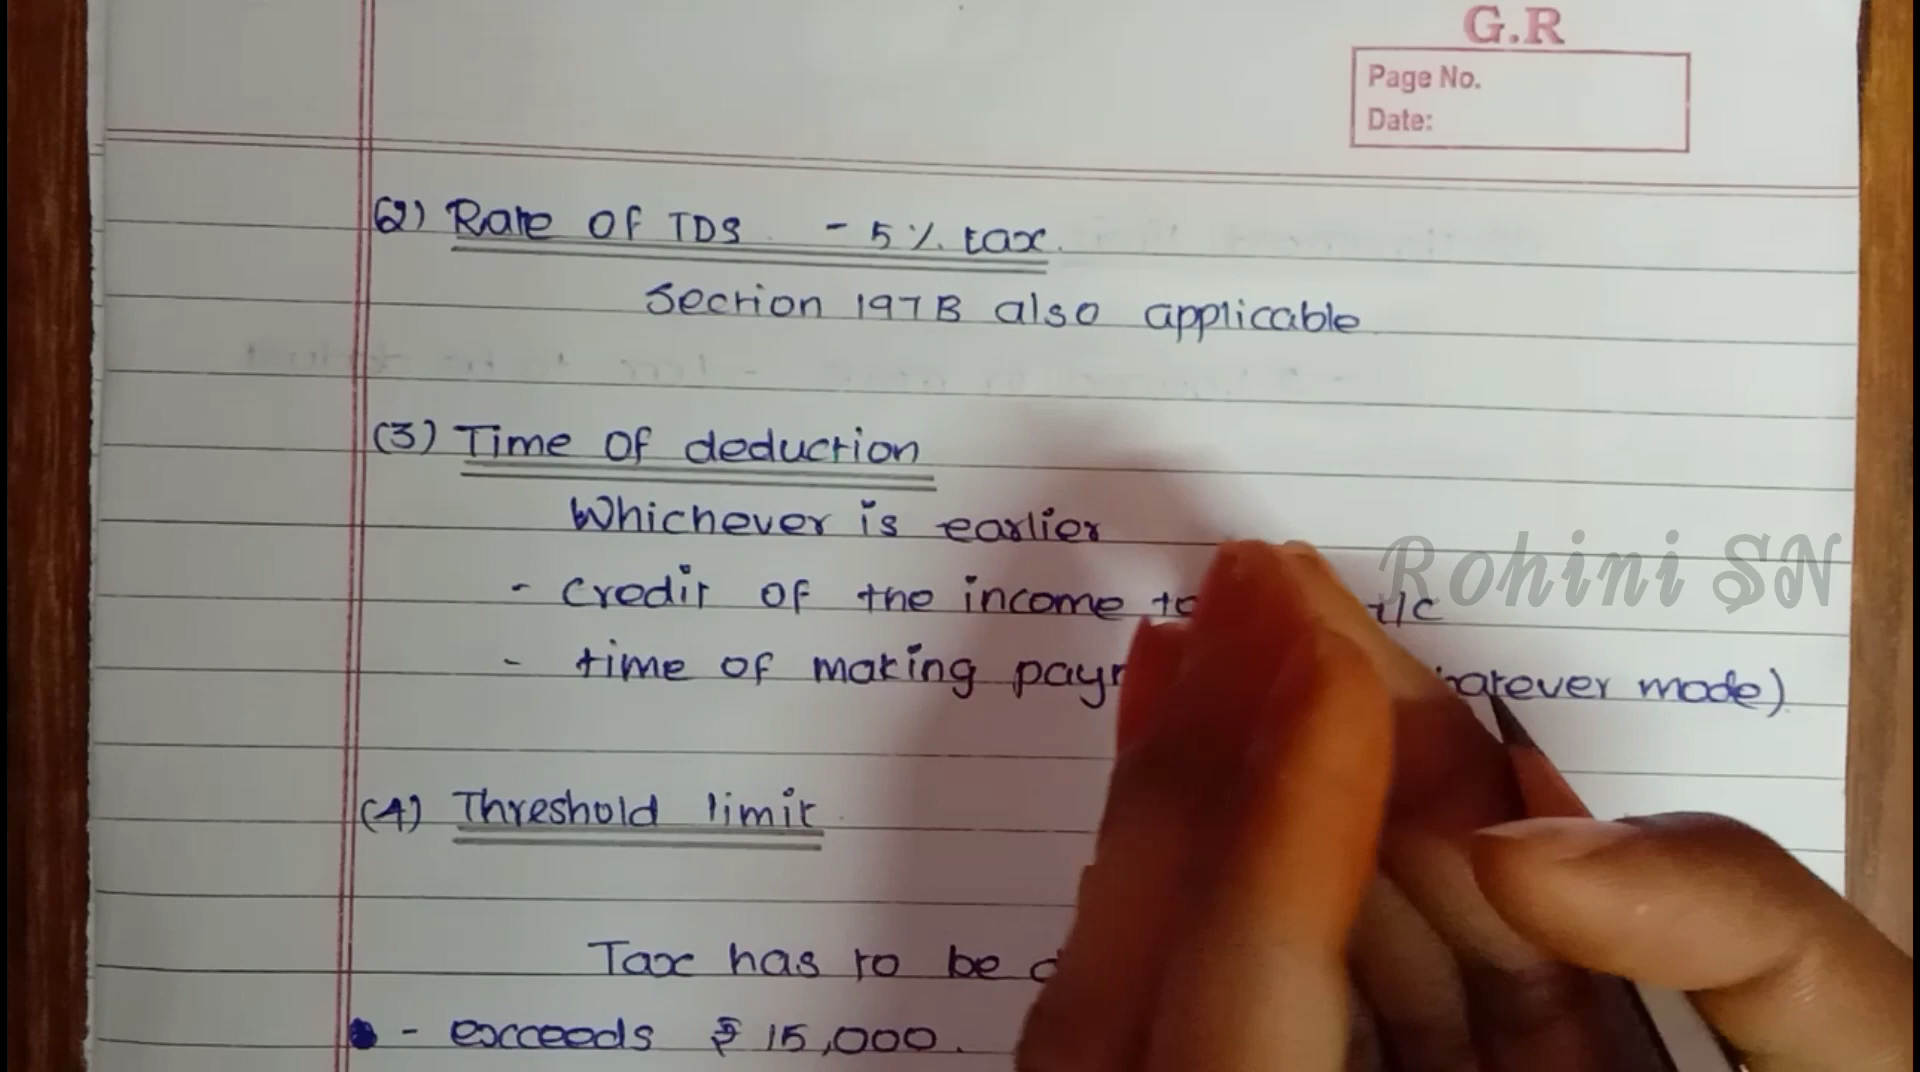 G.R
Page No.
Date:
(2) Rate Of TDS - 5% tax.
Section 197B also applicable
(3) Time Of deduction
Whichever is earlier
- credit of the income to
Rohini SN
- time of making whatever mode)
(4) Threshold limit
Tax has to be
- exceeds ₹ 15,000.